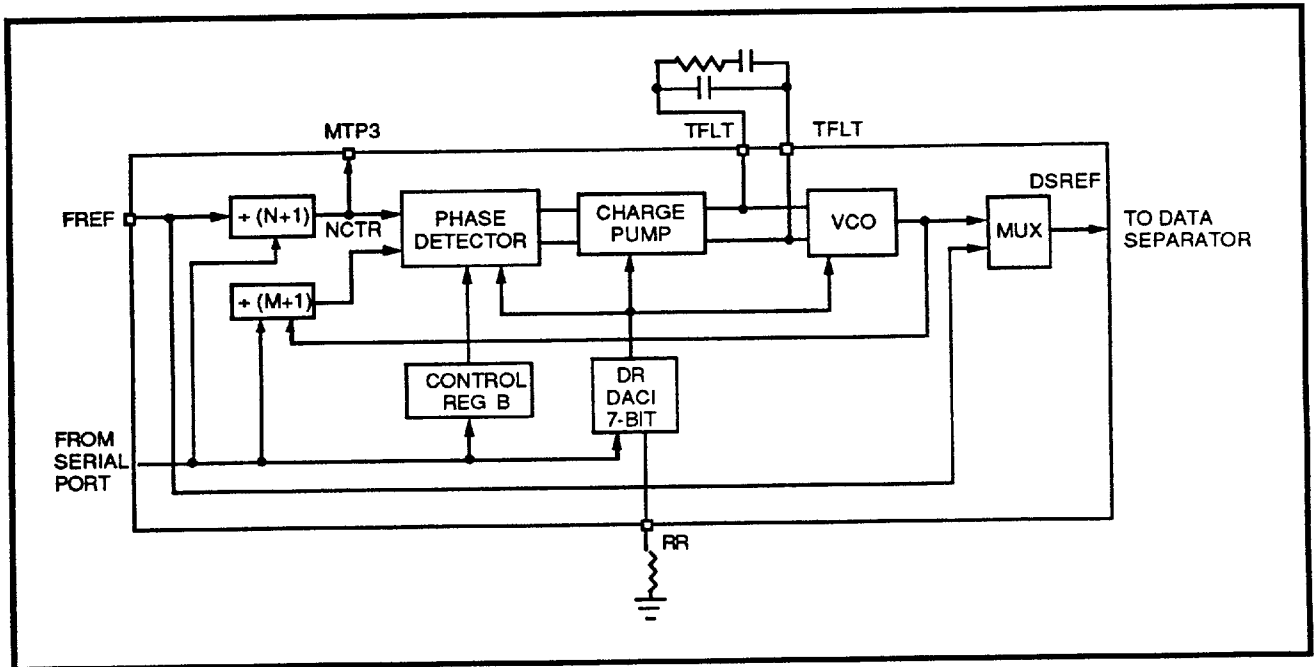 MTP3
TFLT
TFLT
FREF
÷ (N+1)
NCTR
PHASE
DETECTOR
CHARGE
PUMP
VCO
DSREF
MUX
TO DATA
SEPARATOR
÷ (M+1)
CONTROL
REG B
DR
DACI
7-BIT
FROM
SERIAL
PORT
RR